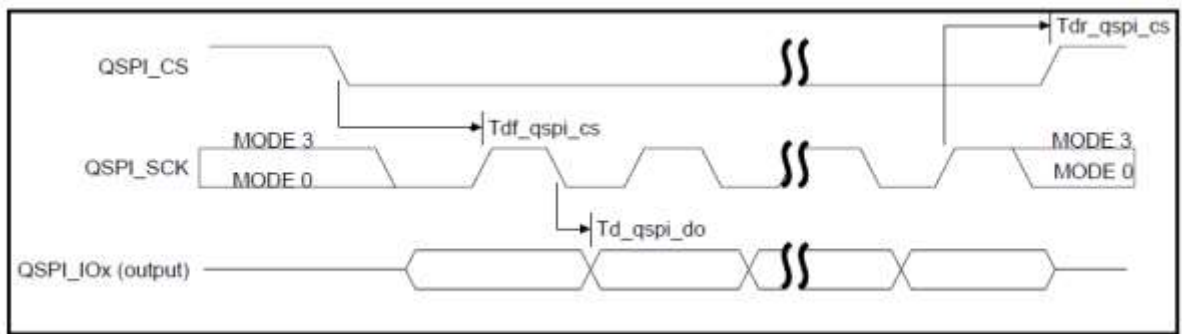 Tdr_qspi_cs
QSPI_CS
Tdf_qspi_cs
MODE 3
MODE 3
QSPI_SCK
MODE 0
MODE 0
Td_qspi_do
QSPI_IOx (output)